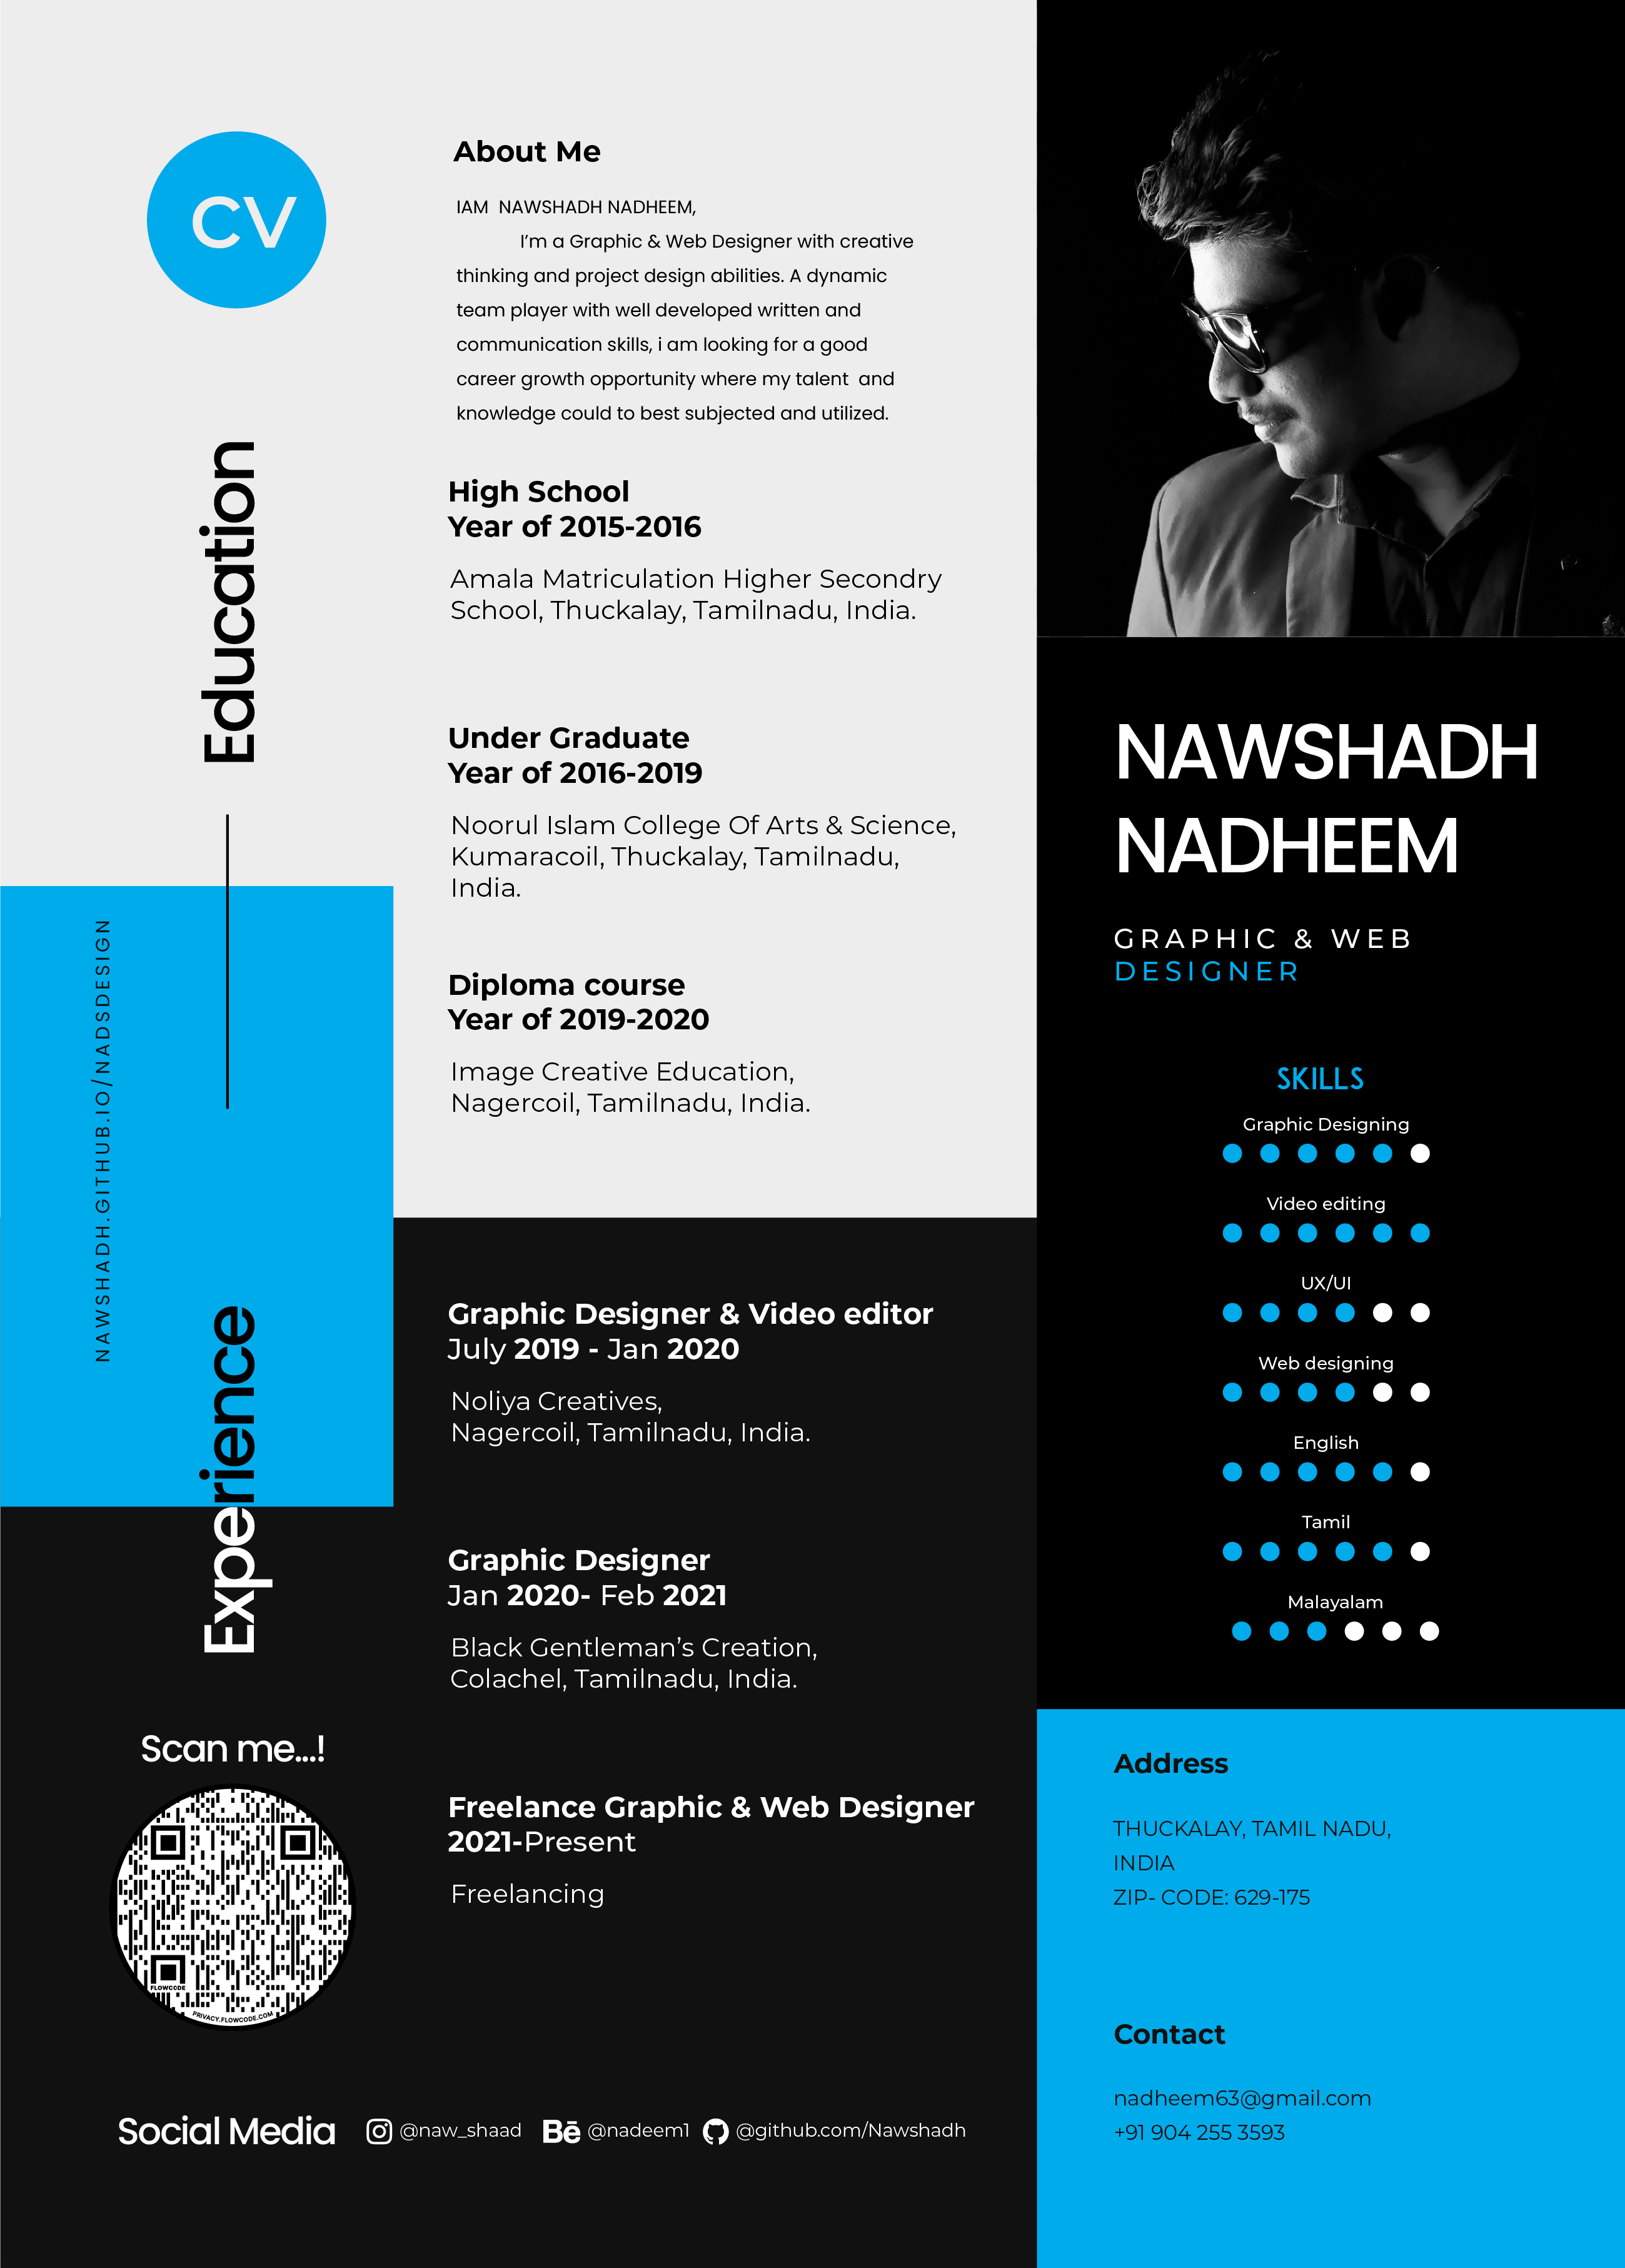 CV
About Me
IAM  NAWSHADH NADHEEM,
I’m a Graphic & Web Designer with creative
thinking and project design abilities. A dynamic
team player with well developed written and
communication skills, i am looking for a good
career growth opportunity where my talent  and
knowledge could to best subjected and utilized.
Education
High School
Year of 2015-2016
Amala Matriculation Higher Secondry
School, Thuckalay, Tamilnadu, India.
Under Graduate
Year of 2016-2019
Noorul Islam College Of Arts & Science,
Kumaracoil, Thuckalay, Tamilnadu,
India.
Diploma course
Year of 2019-2020
Image Creative Education,
Nagercoil, Tamilnadu, India.
NAWSHADH.GITHUB.IO/NADSDESIGN
Experience
Graphic Designer & Video editor
July 2019 - Jan 2020
Noliya Creatives,
Nagercoil, Tamilnadu, India.
Graphic Designer
Jan 2020- Feb 2021
Black Gentleman’s Creation,
Colachel, Tamilnadu, India.
Freelance Graphic & Web Designer
2021-Present
Freelancing
Scan me...!
FLOWCODE
PRIVACY.FLOWCODE.COM
Social Media
@naw_shaad
Bē @nadeem1
@github.com/Nawshadh
NAWSHADH
NADHEEM
GRAPHIC & WEB
DESIGNER
SKILLS
Graphic Designing
Video editing
UX/UI
Web designing
English
Tamil
Malayalam
Address
THUCKALAY, TAMIL NADU,
INDIA
ZIP- CODE: 629-175
Contact
nadheem63@gmail.com
+91 904 255 3593